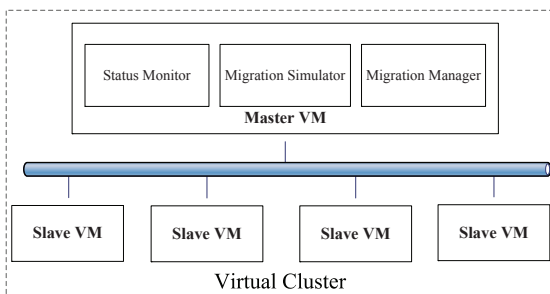 Status Monitor
Migration Simulator
Migration Manager
Master VM
Slave VM
Slave VM
Slave VM
Slave VM
Virtual Cluster